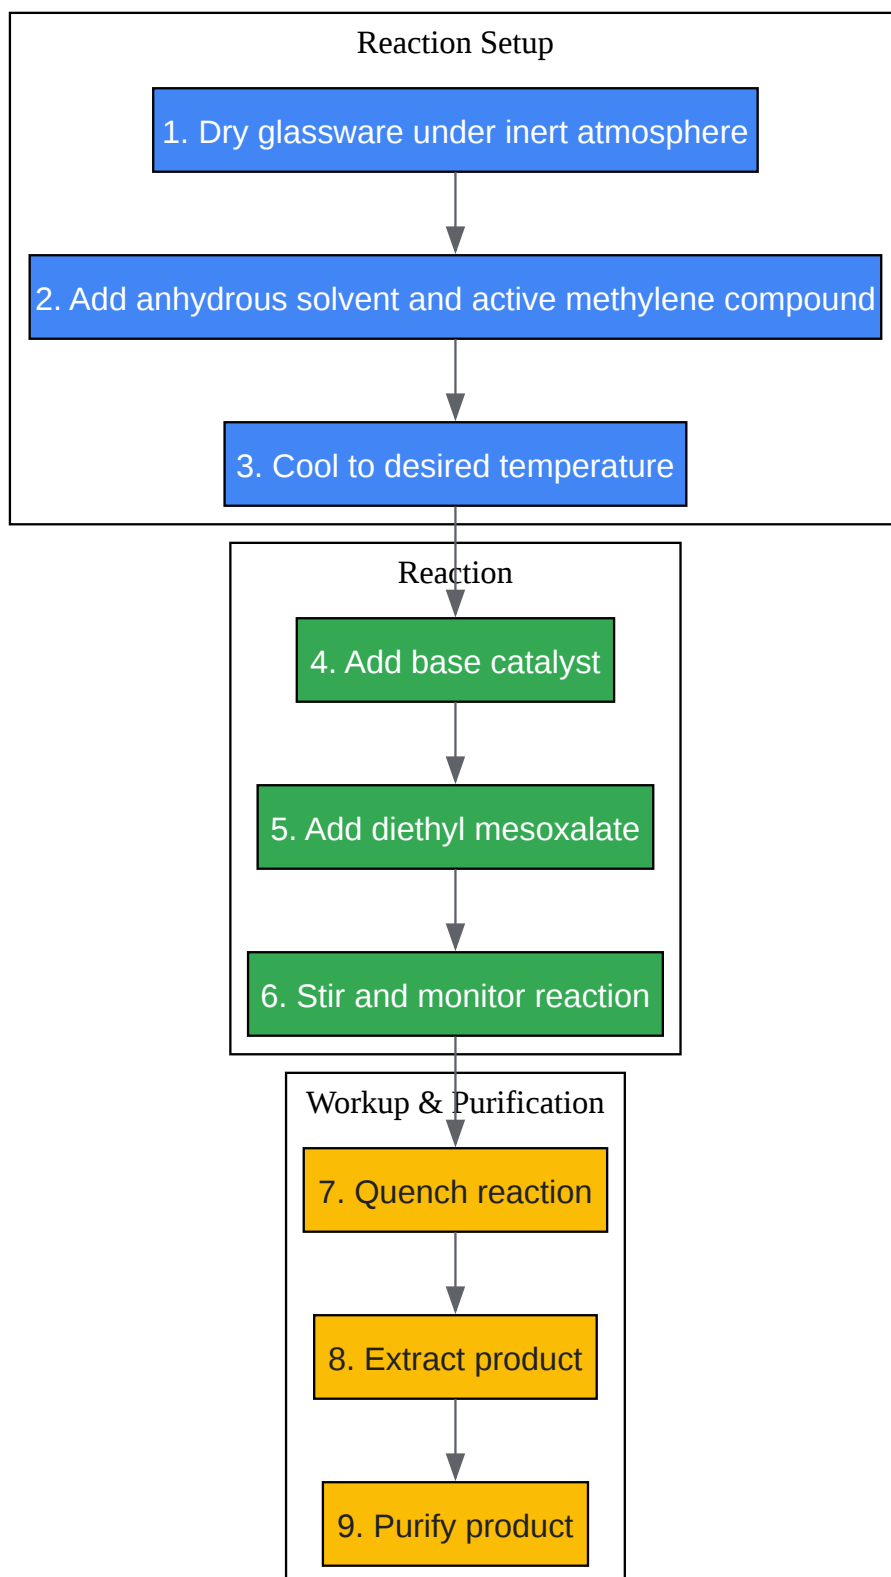 Reaction Setup
1. Dry glassware under inert atmosphere
2. Add anhydrous solvent and active methylene compound
3. Cool to desired temperature
Reaction
4. Add base catalyst
5. Add diethyl mesoxalate
6. Stir and monitor reaction
Workup & Purification
7. Quench reaction
8. Extract product
9. Purify product